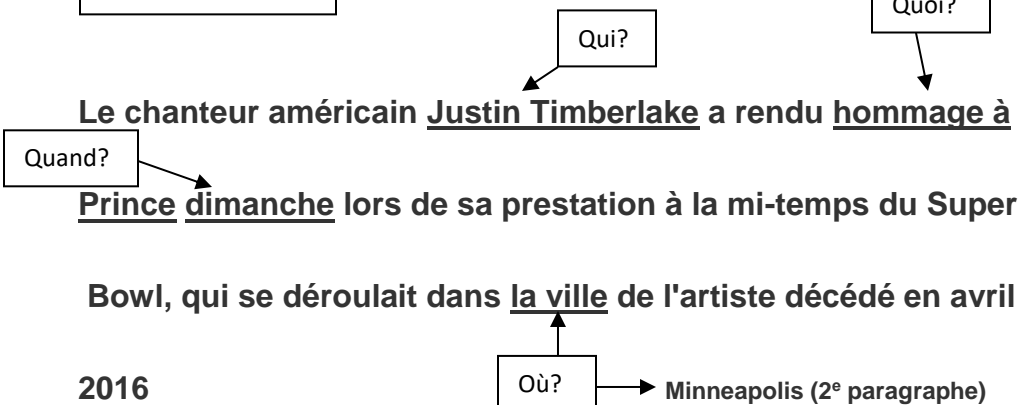 Quoi?
Qui?
Le chanteur américain Justin Timberlake a rendu hommage à
Quand?
Prince dimanche lors de sa prestation à la mi-temps du Super
Bowl, qui se déroulait dans la ville de l'artiste décédé en avril
2016
Où?
Minneapolis (2e paragraphe)